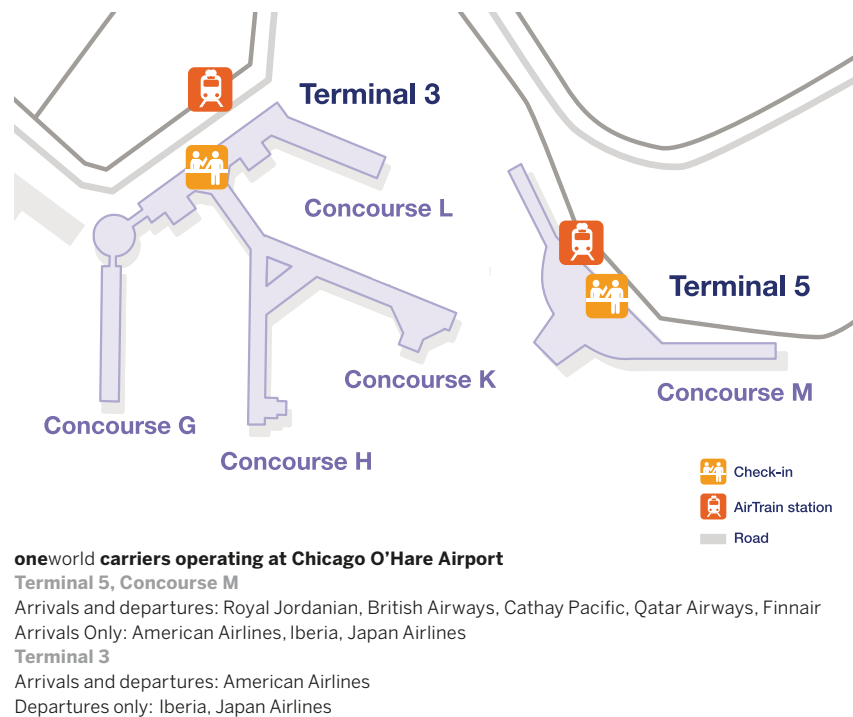 Terminal 3
Concourse L
Terminal 5
Concourse K
Concourse M
Concourse G
Concourse H
Check-in
AirTrain station
Road
oneworld carriers operating at Chicago O'Hare Airport
Terminal 5, Concourse M
Arrivals and departures: Royal Jordanian, British Airways, Cathay Pacific, Qatar Airways, Finnair
Arrivals Only: American Airlines, Iberia, Japan Airlines
Terminal 3
Arrivals and departures: American Airlines
Departures only: Iberia, Japan Airlines